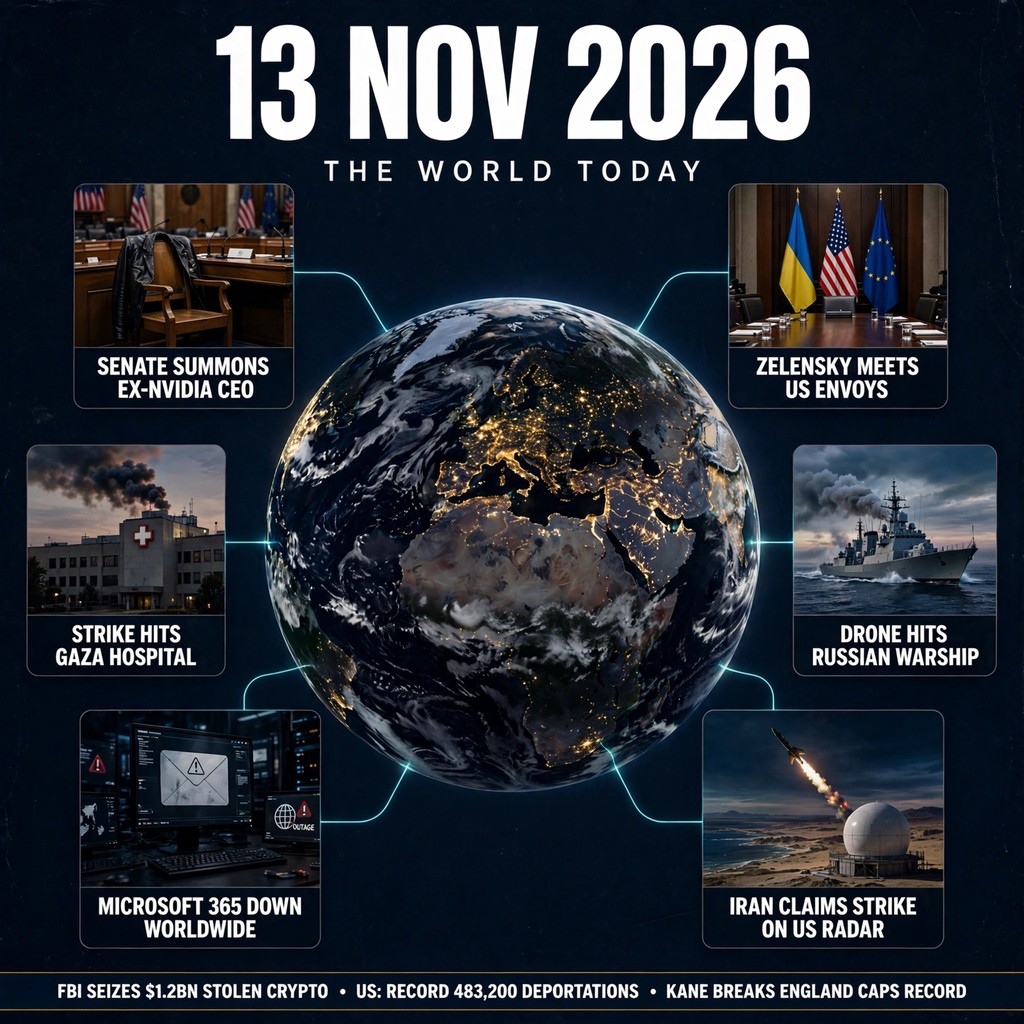 13 NOV 2026
THE WORLD TODAY
SENATE SUMMONS
EX-NVIDIA CEO
ZELENSKY MEETS
US ENVOYS
STRIKE HITS
GAZA HOSPITAL
DRONE HITS
RUSSIAN WARSHIP
OUTAGE
MICROSOFT 365 DOWN
WORLDWIDE
IRAN CLAIMS STRIKE
ON US RADAR
FBI SEIZES $1.2BN STOLEN CRYPTO • US: RECORD 483,200 DEPORTATIONS • KANE BREAKS ENGLAND CAPS RECORD